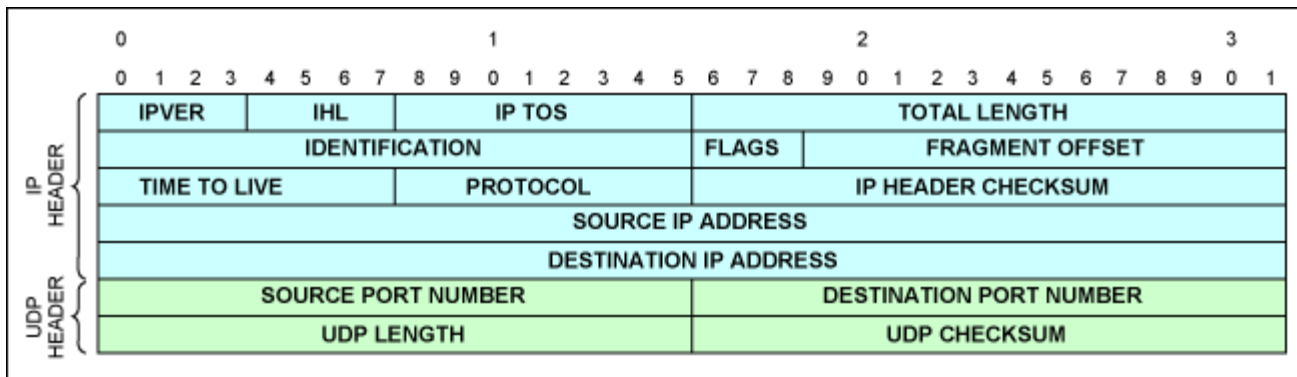 0 1 2 3
0 1 2 3 4 5 6 7 8 9 0 1 2 3 4 5 6 7 8 9 0 1 2 3 4 5 6 7 8 9 0 1
IPVER IHL IP TOS TOTAL LENGTH
IDENTIFICATION FLAGS FRAGMENT OFFSET
TIME TO LIVE PROTOCOL IP HEADER CHECKSUM
SOURCE IP ADDRESS
DESTINATION IP ADDRESS
IP
HEADER
SOURCE PORT NUMBER DESTINATION PORT NUMBER
UDP LENGTH UDP CHECKSUM
UDP
HEADER